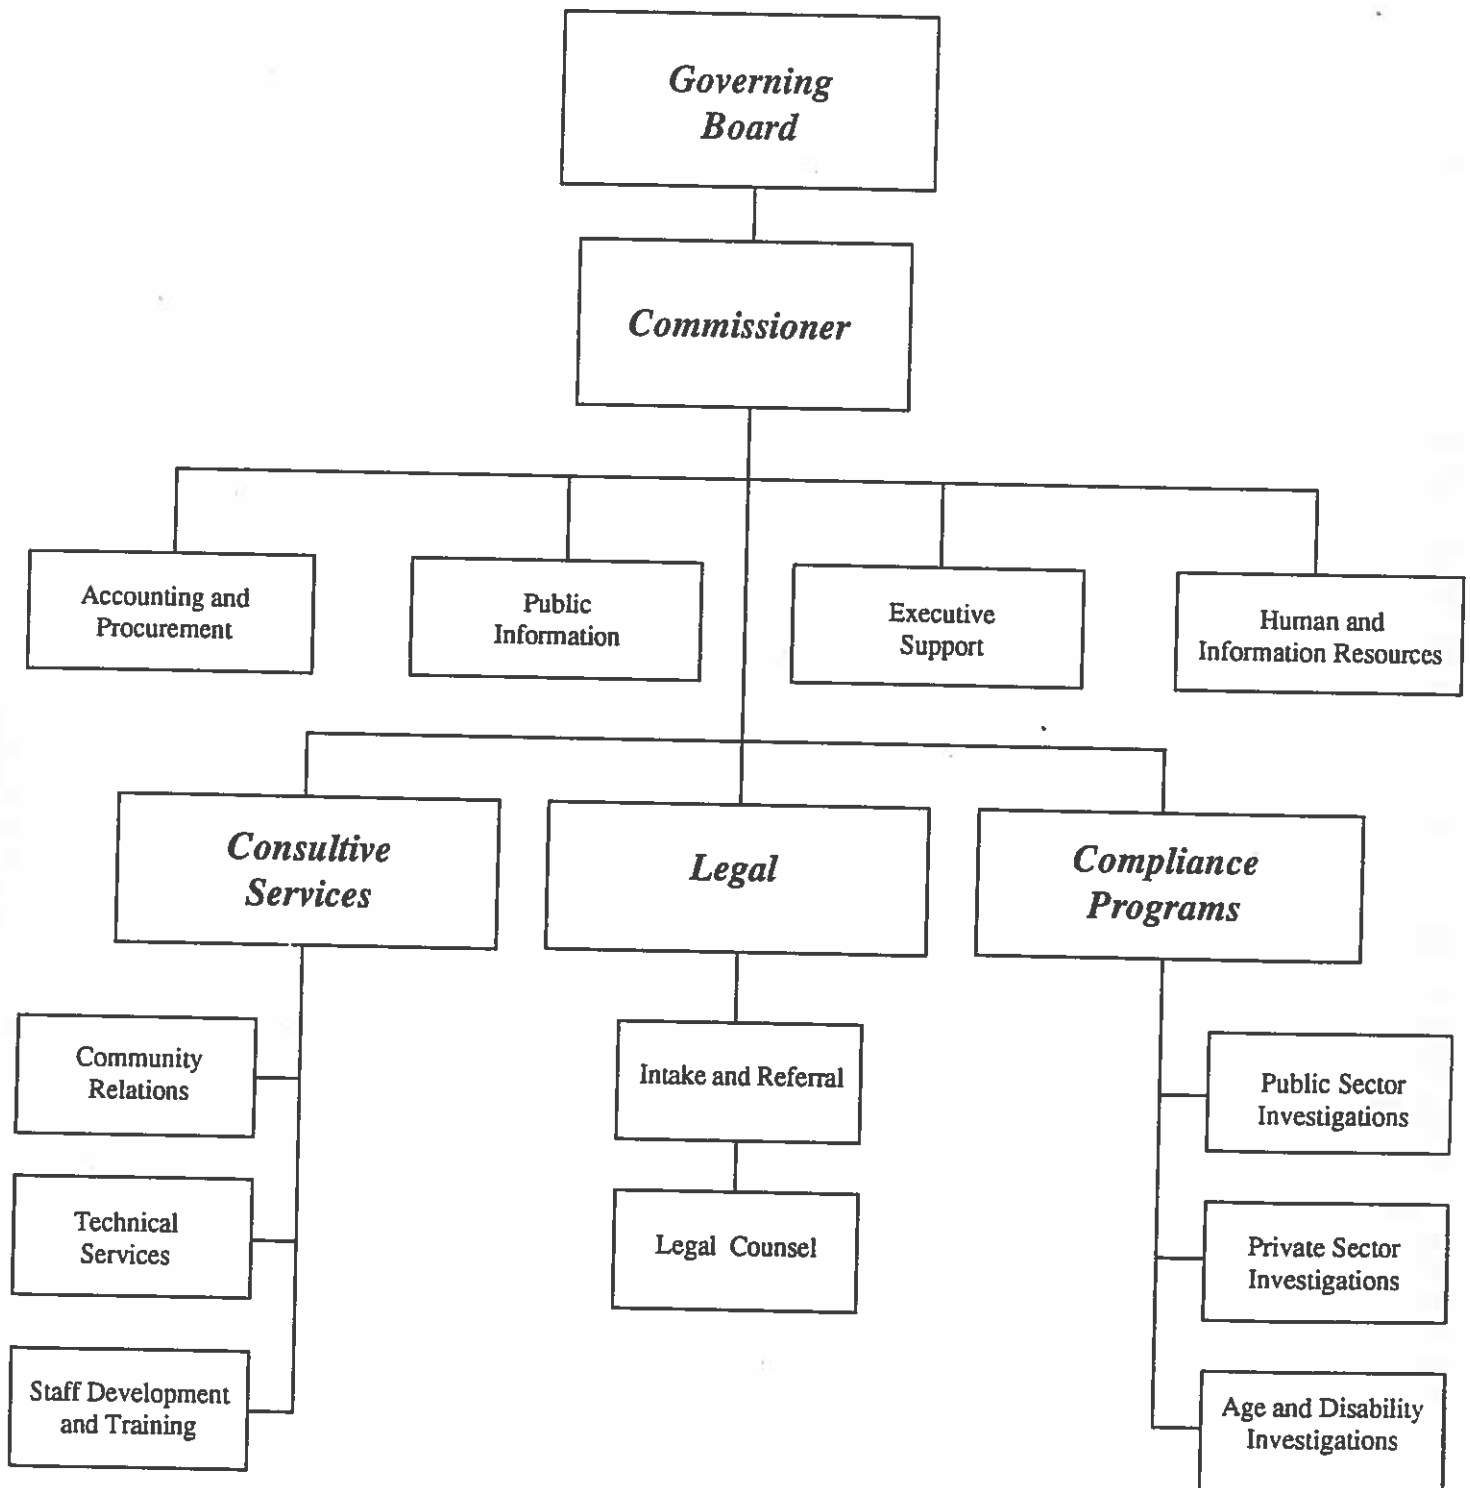 Governing
Board
Commissioner
Accounting and
Procurement
Public
Information
Executive
Support
Human and
Information Resources
Consultive
Services
Legal
Compliance
Programs
Community
Relations
Technical
Services
Staff Development
and Training
Intake and Referral
Legal Counsel
Public Sector
Investigations
Private Sector
Investigations
Age and Disability
Investigations